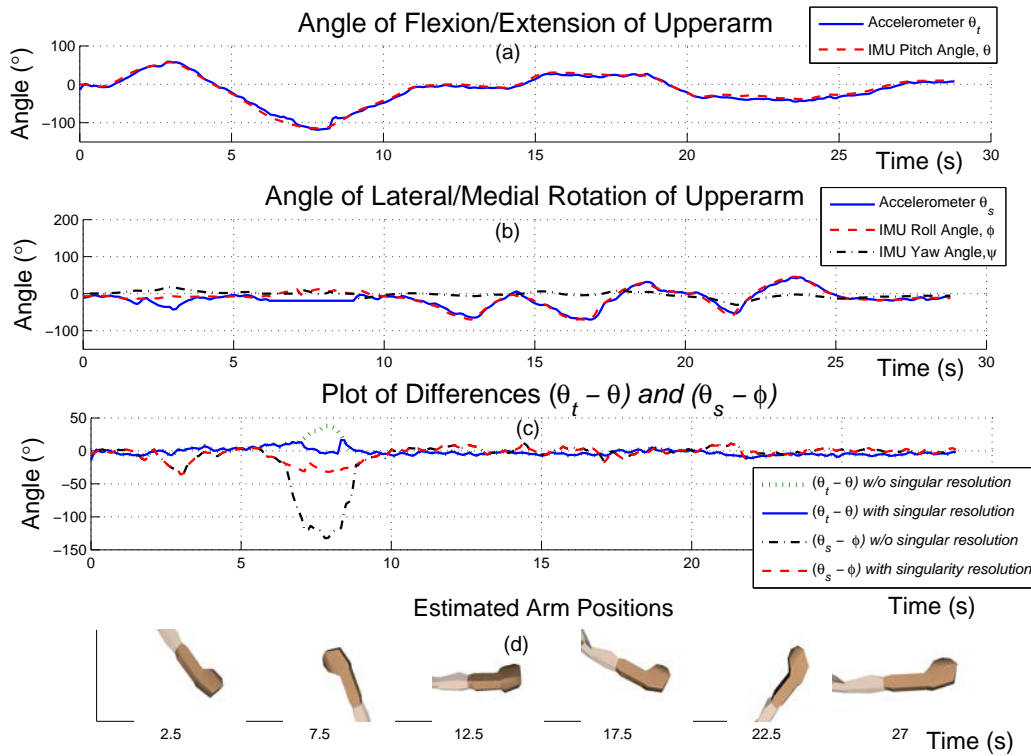 Angle of Flexion/Extension of Upperarm
(a)
Accelerometer θt
IMU Pitch Angle, θ
Angle (°)
100
0
−100
0 5 10 15 20 25 30
Time (s)
Angle of Lateral/Medial Rotation of Upperarm
(b)
Accelerometer θs
IMU Roll Angle, ϕ
IMU Yaw Angle,ψ
Angle (°)
200
100
0
−100
0 5 10 15 20 25 30
Time (s)
Plot of Differences (θt − θ) and (θs − ϕ)
(c)
Angle (°)
50
0
−50
−100
−150
0 5 10 15
(θt − θ) w/o singular resolution
(θt − θ) with singular resolution
(θs − ϕ) w/o singular resolution
(θs − ϕ) with singularity resolution
Time (s)
Estimated Arm Positions
(d)
2.5 7.5 12.5 17.5 22.5 27 Time (s)